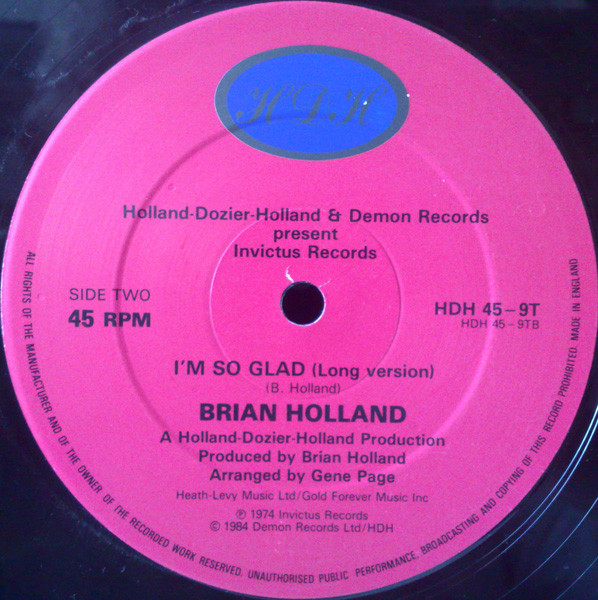 HDH
Holland-Dozier-Holland & Demon Records
present
Invictus Records
SIDE TWO
45 RPM
HDH 45–9T
HDH 45–9TB
I'M SO GLAD (Long version)
(B. Holland)
BRIAN HOLLAND
A Holland-Dozier-Holland Production
Produced by Brian Holland
Arranged by Gene Page
Heath-Levy Music Ltd/Gold Forever Music Inc
℗ 1974 Invictus Records
© 1984 Demon Records Ltd/HDH
ALL RIGHTS OF THE MANUFACTURER AND OF THE OWNER OF THE RECORDED WORK RESERVED. UNAUTHORISED PUBLIC PERFORMANCE, BROADCASTING AND COPYING OF THIS RECORD PROHIBITED. MADE IN ENGLAND